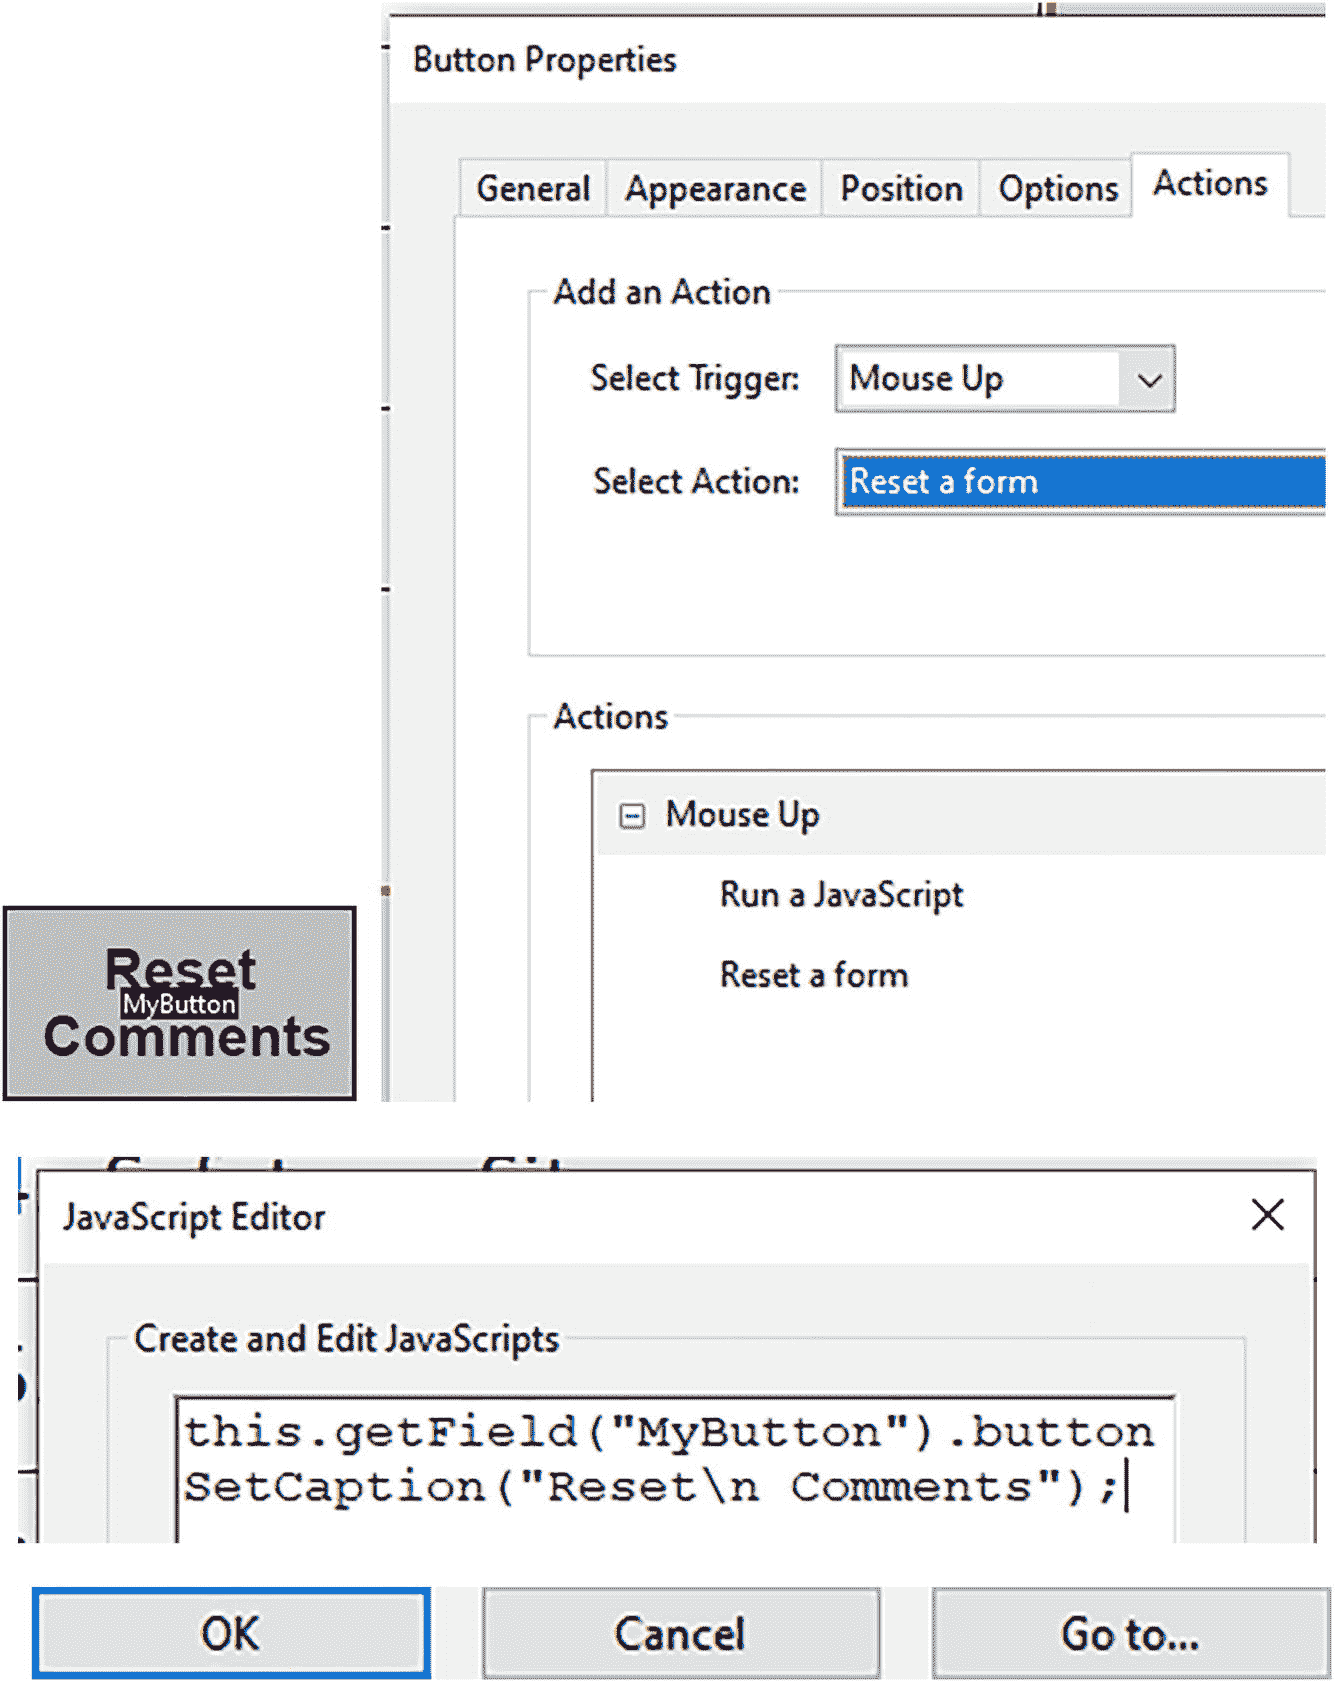 Button Properties
General Appearance Position Options Actions
Add an Action
Select Trigger: Mouse Up
Select Action: Reset a form
Actions
Mouse Up
Run a JavaScript
Reset a form
Reset
MyButton
Comments
JavaScript Editor
Create and Edit JavaScripts
this.getField("MyButton").button
SetCaption("Reset\n Comments");
OK Cancel Go to...